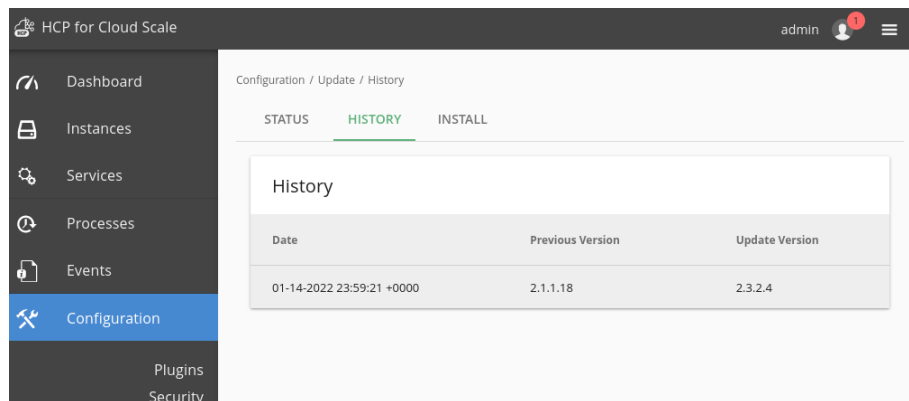 HCP for Cloud Scale
admin
1
Dashboard
Instances
Services
Processes
Events
Configuration
Plugins
Security
Configuration / Update / History
STATUS HISTORY INSTALL
History
Date Previous Version Update Version
01-14-2022 23:59:21 +0000 2.1.1.18 2.3.2.4